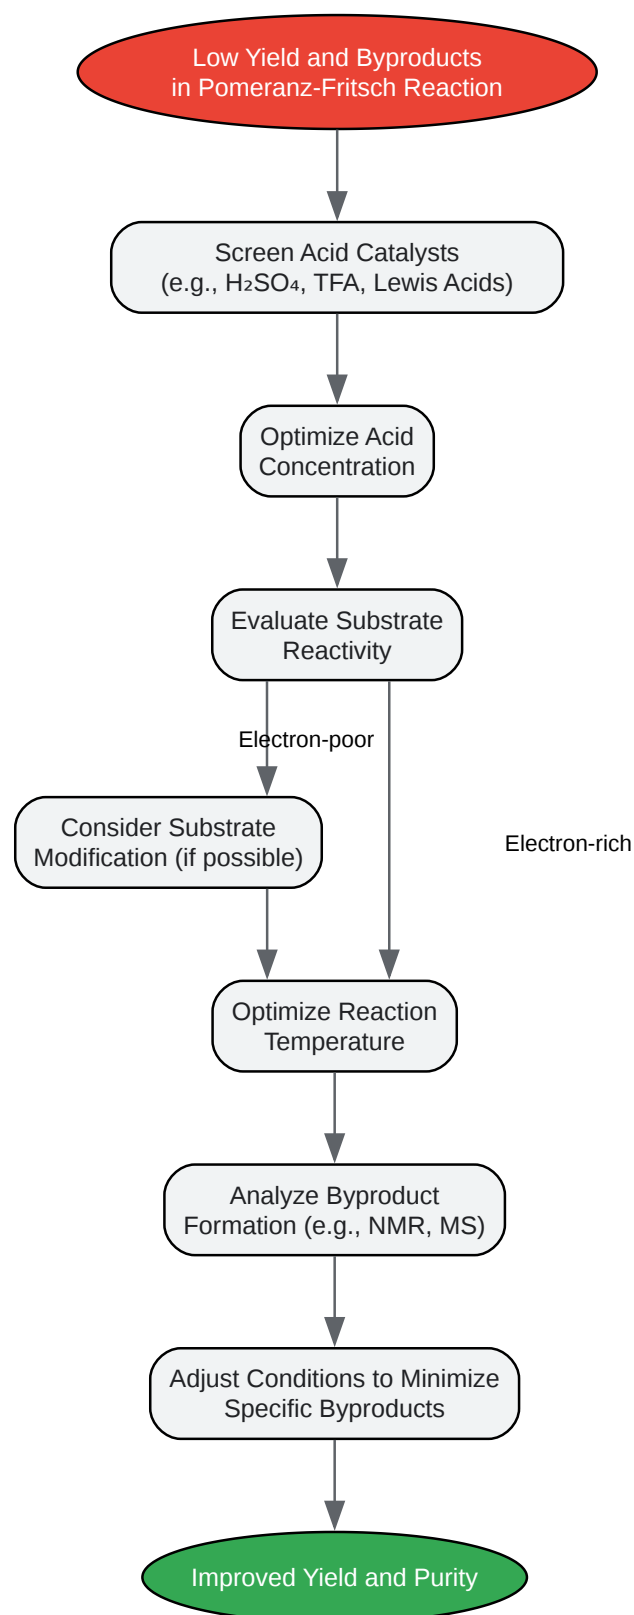 Low Yield and Byproducts
in Pomeranz-Fritsch Reaction
Screen Acid Catalysts
(e.g., H₂SO₄, TFA, Lewis Acids)
Optimize Acid
Concentration
Evaluate Substrate
Reactivity
Electron-poor
Consider Substrate
Modification (if possible)
Electron-rich
Optimize Reaction
Temperature
Analyze Byproduct
Formation (e.g., NMR, MS)
Adjust Conditions to Minimize
Specific Byproducts
Improved Yield and Purity